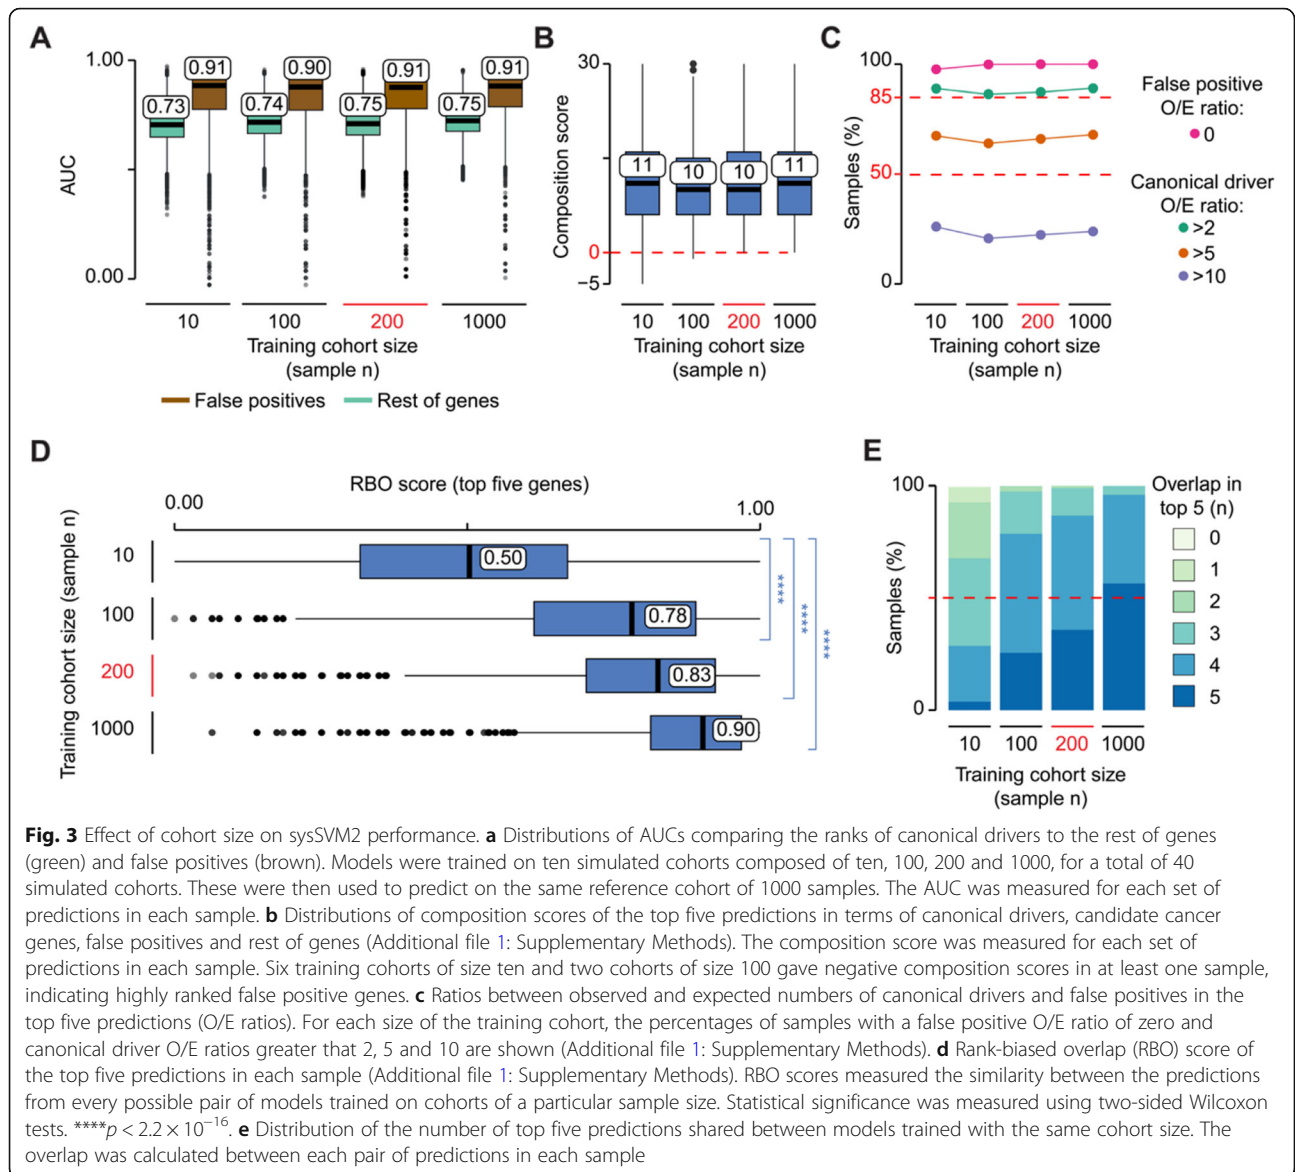 A
1.00
AUC
0.00
0.73
0.91
0.74
0.90
0.75
0.91
0.75
0.91
10
100
200
1000
Training cohort size
(sample n)
False positives
Rest of genes
B
30
Composition score
0
−5
11
10
10
11
10
100
200
1000
Training cohort size
(sample n)
C
100
85
50
0
Samples (%)
10
100
200
1000
Training cohort size
(sample n)
False positive
O/E ratio:
0
Canonical driver
O/E ratio:
>2
>5
>10
D
RBO score (top five genes)
0.00
1.00
Training cohort size (sample n)
10
0.50
100
0.78
200
0.83
1000
0.90
****
****
****
E
100
Samples (%)
0
10
100
200
1000
Training cohort size
(sample n)
Overlap in
top 5 (n)
0
1
2
3
4
5
Fig. 3 Effect of cohort size on sysSVM2 performance. a Distributions of AUCs comparing the ranks of canonical drivers to the rest of genes
(green) and false positives (brown). Models were trained on ten simulated cohorts composed of ten, 100, 200 and 1000, for a total of 40
simulated cohorts. These were then used to predict on the same reference cohort of 1000 samples. The AUC was measured for each set of
predictions in each sample. b Distributions of composition scores of the top five predictions in terms of canonical drivers, candidate cancer
genes, false positives and rest of genes (Additional file 1: Supplementary Methods). The composition score was measured for each set of
predictions in each sample. Six training cohorts of size ten and two cohorts of size 100 gave negative composition scores in at least one sample,
indicating highly ranked false positive genes. c Ratios between observed and expected numbers of canonical drivers and false positives in the
top five predictions (O/E ratios). For each size of the training cohort, the percentages of samples with a false positive O/E ratio of zero and
canonical driver O/E ratios greater that 2, 5 and 10 are shown (Additional file 1: Supplementary Methods). d Rank-biased overlap (RBO) score of
the top five predictions in each sample (Additional file 1: Supplementary Methods). RBO scores measured the similarity between the predictions
from every possible pair of models trained on cohorts of a particular sample size. Statistical significance was measured using two-sided Wilcoxon
tests. ****p < 2.2 × 10⁻¹⁶. e Distribution of the number of top five predictions shared between models trained with the same cohort size. The
overlap was calculated between each pair of predictions in each sample